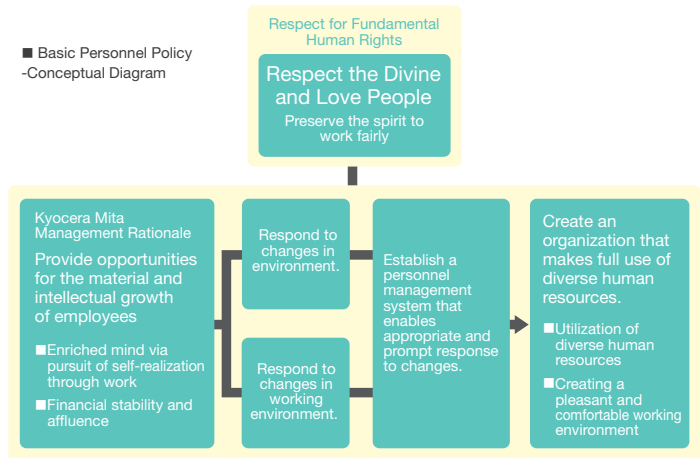 ■ Basic Personnel Policy
-Conceptual Diagram
Respect for Fundamental
Human Rights
Respect the Divine
and Love People
Preserve the spirit to
work fairly
Kyocera Mita
Management Rationale
Provide opportunities
for the material and
intellectual growth
of employees
■Enriched mind via
pursuit of self-realization
through work
■Financial stability and
affluence
Respond to
changes in
environment.
Respond to
changes in
working
environment.
Establish a
personnel
management
system that
enables
appropriate and
prompt response
to changes.
Create an
organization that
makes full use of
diverse human
resources.
■Utilization of
diverse human
resources
■Creating a
pleasant and
comfortable working
environment